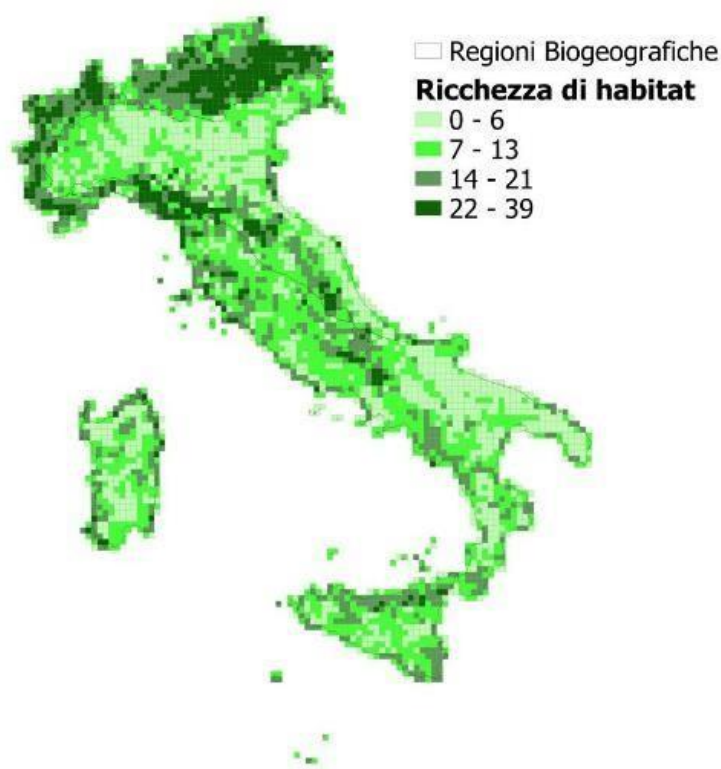 Regioni Biogeografiche
Ricchezza di habitat
0 - 6
7 - 13
14 - 21
22 - 39